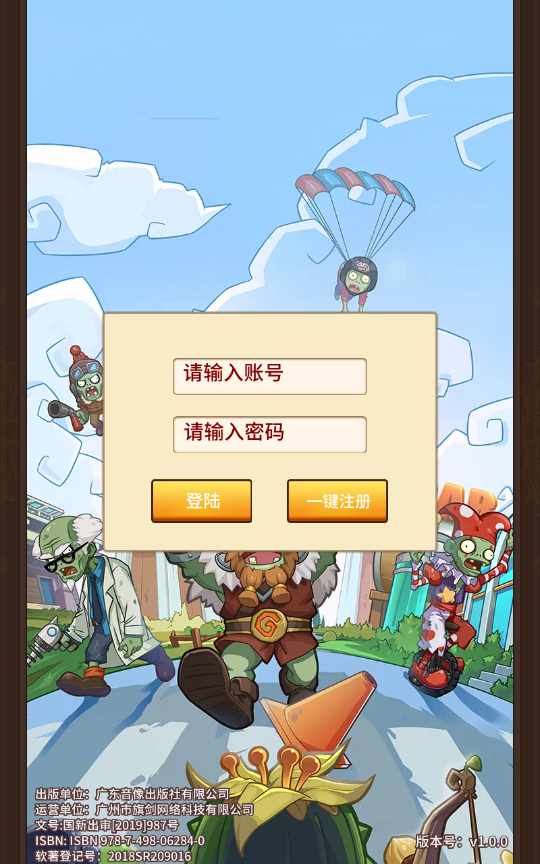 请输入账号
请输入密码
登陆
一键注册
出版单位：广东音像出版社有限公司
运营单位：广州市旗剑网络科技有限公司
文号:国新出审[2019]987号
ISBN: ISBN 978-7-498-06284-0
软著登记号：2018SR209016
版本号：v1.0.0